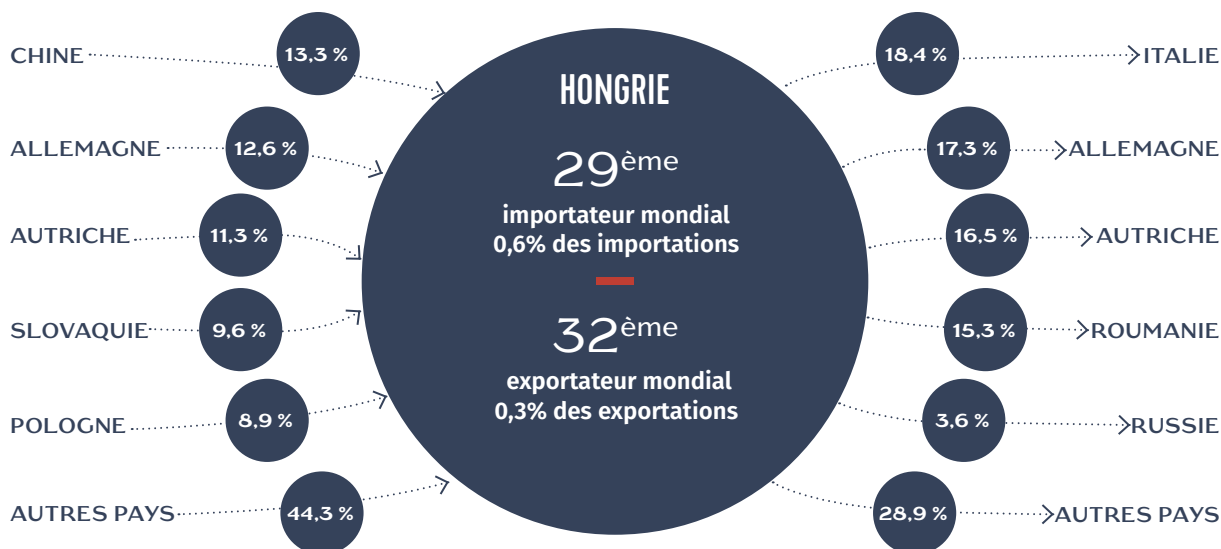 CHINE
13,3 %
ALLEMAGNE
12,6 %
AUTRICHE
11,3 %
SLOVAQUIE
9,6 %
POLOGNE
8,9 %
AUTRES PAYS
44,3 %
HONGRIE
29ème
importateur mondial
0,6% des importations
32ème
exportateur mondial
0,3% des exportations
18,4 %
ITALIE
17,3 %
ALLEMAGNE
16,5 %
AUTRICHE
15,3 %
ROUMANIE
3,6 %
RUSSIE
28,9 %
AUTRES PAYS